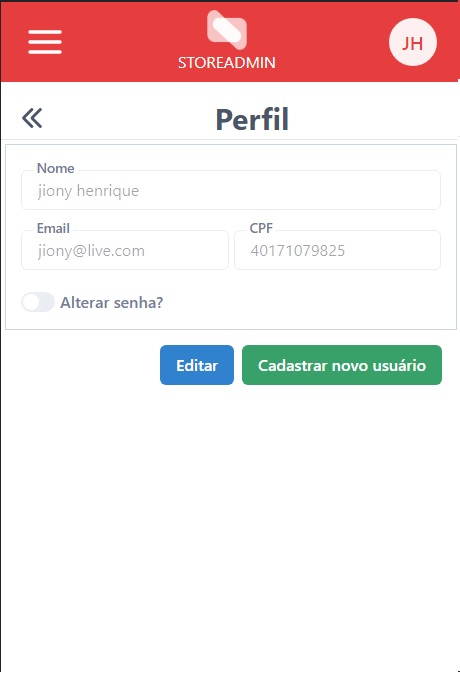 STOREADMIN
JH
Perfil
Nome
jiony henrique
Email
CPF
jiony@live.com
40171079825
Alterar senha?
Editar
Cadastrar novo usuário